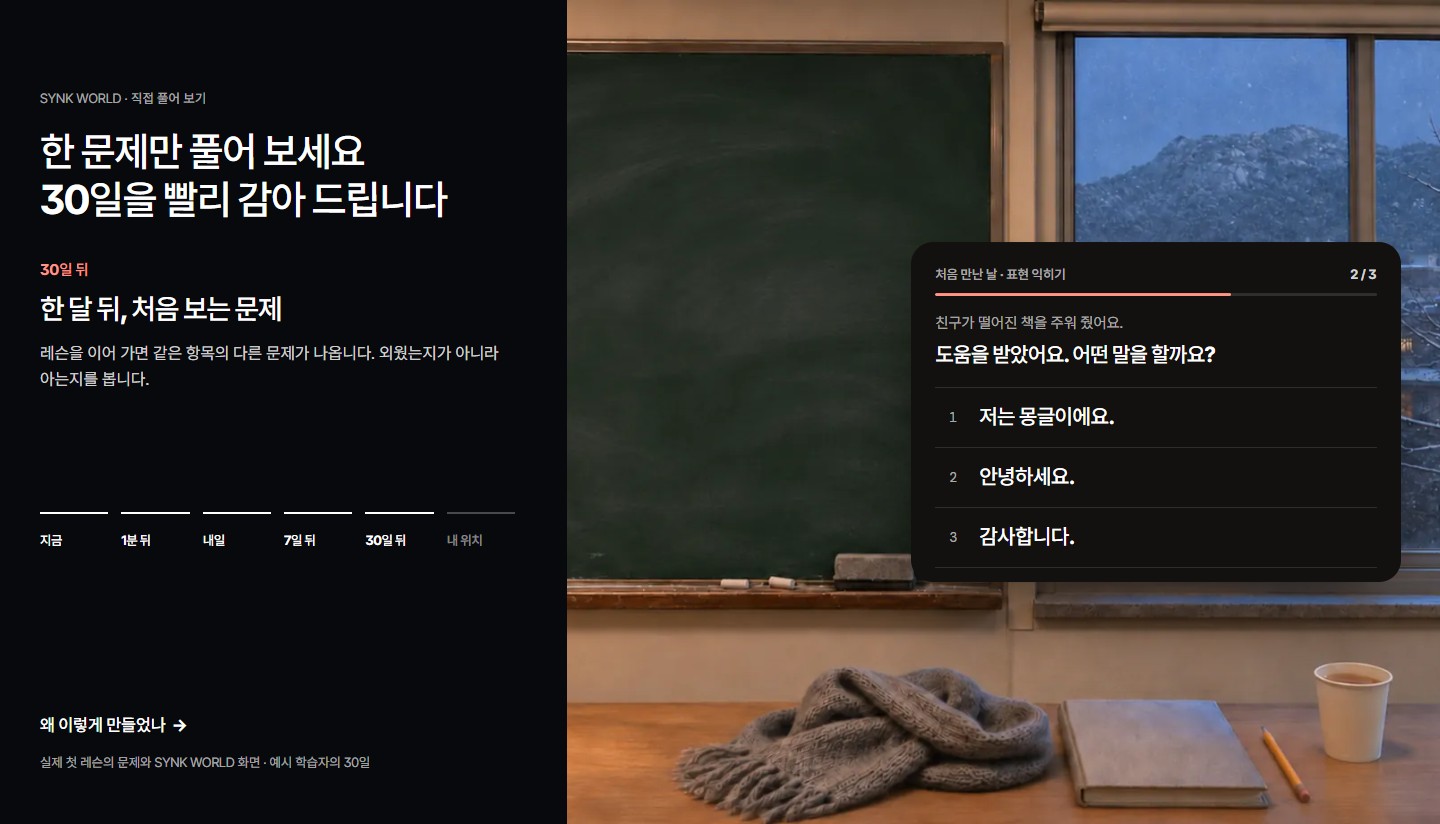 SYNK WORLD · 직접 풀어 보기
한 문제만 풀어 보세요
30일을 빨리 감아 드립니다
30일 뒤
한 달 뒤, 처음 보는 문제
레슨을 이어 가면 같은 항목의 다른 문제가 나옵니다. 외웠는지가 아니라
아는지를 봅니다.
지금
1분 뒤
내일
7일 뒤
30일 뒤
내 위치
왜 이렇게 만들었나 →
실제 첫 레슨의 문제와 SYNK WORLD 화면 · 예시 학습자의 30일
처음 만난 날 · 표현 익히기
2 / 3
친구가 떨어진 책을 주워 줬어요.
도움을 받았어요. 어떤 말을 할까요?
1 저는 몽글이에요.
2 안녕하세요.
3 감사합니다.